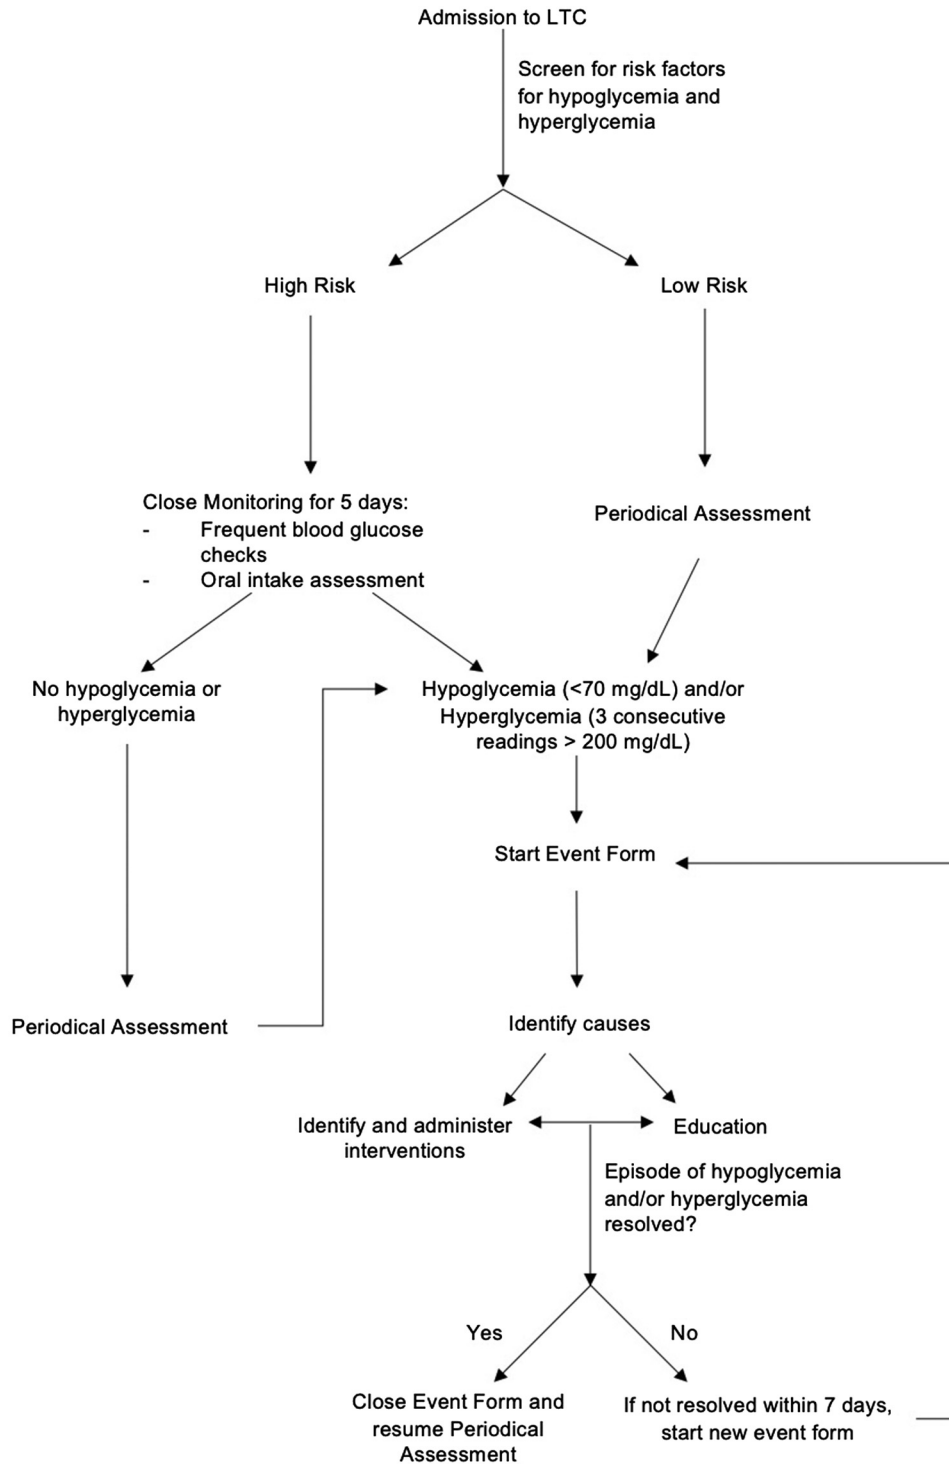 Admission to LTC
Screen for risk factors
for hypoglycemia and
hyperglycemia
High Risk
Low Risk
Close Monitoring for 5 days:
- Frequent blood glucose
checks
- Oral intake assessment
Periodical Assessment
No hypoglycemia or
hyperglycemia
Hypoglycemia (<70 mg/dL) and/or
Hyperglycemia (3 consecutive
readings > 200 mg/dL)
Start Event Form
Periodical Assessment
Identify causes
Identify and administer
interventions
Education
Episode of hypoglycemia
and/or hyperglycemia
resolved?
Yes
No
Close Event Form and
resume Periodical
Assessment
If not resolved within 7 days,
start new event form